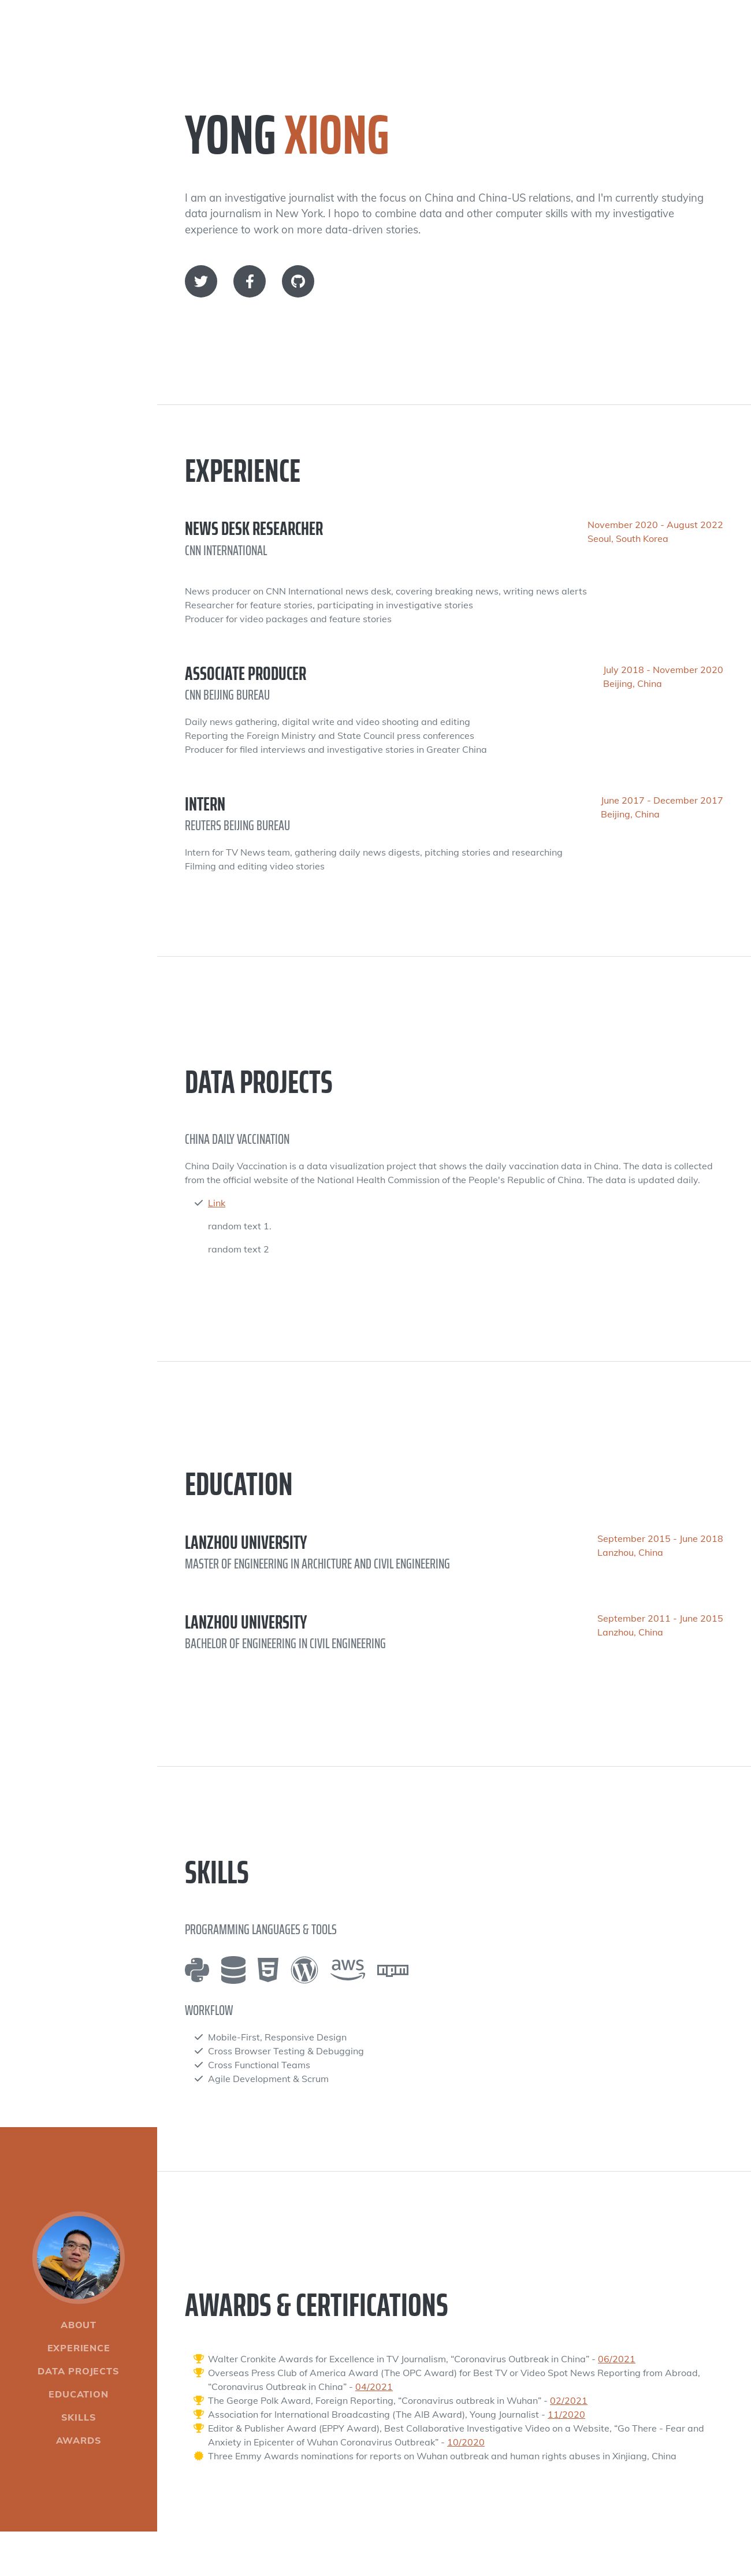 YONG XIONG
I am an investigative journalist with the focus on China and China-US relations, and I'm currently studying
data journalism in New York. I hopo to combine data and other computer skills with my investigative
experience to work on more data-driven stories.
EXPERIENCE
NEWS DESK RESEARCHER
November 2020 - August 2022
CNN INTERNATIONAL
Seoul, South Korea
News producer on CNN International news desk, covering breaking news, writing news alerts
Researcher for feature stories, participating in investigative stories
Producer for video packages and feature stories
ASSOCIATE PRODUCER
July 2018 - November 2020
CNN BEIJING BUREAU
Beijing, China
Daily news gathering, digital write and video shooting and editing
Reporting the Foreign Ministry and State Council press conferences
Producer for filed interviews and investigative stories in Greater China
INTERN
June 2017 - December 2017
REUTERS BEIJING BUREAU
Beijing, China
Intern for TV News team, gathering daily news digests, pitching stories and researching
Filming and editing video stories
DATA PROJECTS
CHINA DAILY VACCINATION
China Daily Vaccination is a data visualization project that shows the daily vaccination data in China. The data is collected
from the official website of the National Health Commission of the People's Republic of China. The data is updated daily.
Link
random text 1.
random text 2
EDUCATION
LANZHOU UNIVERSITY
September 2015 - June 2018
MASTER OF ENGINEERING IN ARCHICTURE AND CIVIL ENGINEERING
Lanzhou, China
LANZHOU UNIVERSITY
September 2011 - June 2015
BACHELOR OF ENGINEERING IN CIVIL ENGINEERING
Lanzhou, China
SKILLS
PROGRAMMING LANGUAGES & TOOLS
aws
npm
WORKFLOW
Mobile-First, Responsive Design
Cross Browser Testing & Debugging
Cross Functional Teams
Agile Development & Scrum
ABOUT
EXPERIENCE
DATA PROJECTS
EDUCATION
SKILLS
AWARDS
AWARDS & CERTIFICATIONS
Walter Cronkite Awards for Excellence in TV Journalism, “Coronavirus Outbreak in China” - 06/2021
Overseas Press Club of America Award (The OPC Award) for Best TV or Video Spot News Reporting from Abroad,
“Coronavirus Outbreak in China” - 04/2021
The George Polk Award, Foreign Reporting, “Coronavirus outbreak in Wuhan” - 02/2021
Association for International Broadcasting (The AIB Award), Young Journalist - 11/2020
Editor & Publisher Award (EPPY Award), Best Collaborative Investigative Video on a Website, “Go There - Fear and
Anxiety in Epicenter of Wuhan Coronavirus Outbreak” - 10/2020
Three Emmy Awards nominations for reports on Wuhan outbreak and human rights abuses in Xinjiang, China